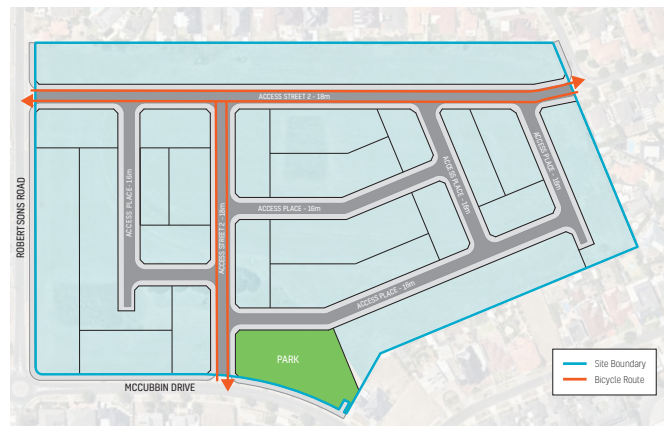 ACCESS STREET 2 - 18m
ROBERTSONS ROAD
ACCESS PLACE - 16m
ACCESS STREET 2 - 18m
ACCESS PLACE - 16m
ACCESS PLACE - 16m
ACCESS PLACE - 16m
ACCESS PLACE - 16m
PARK
MCCUBBIN DRIVE
Site Boundary
Bicycle Route